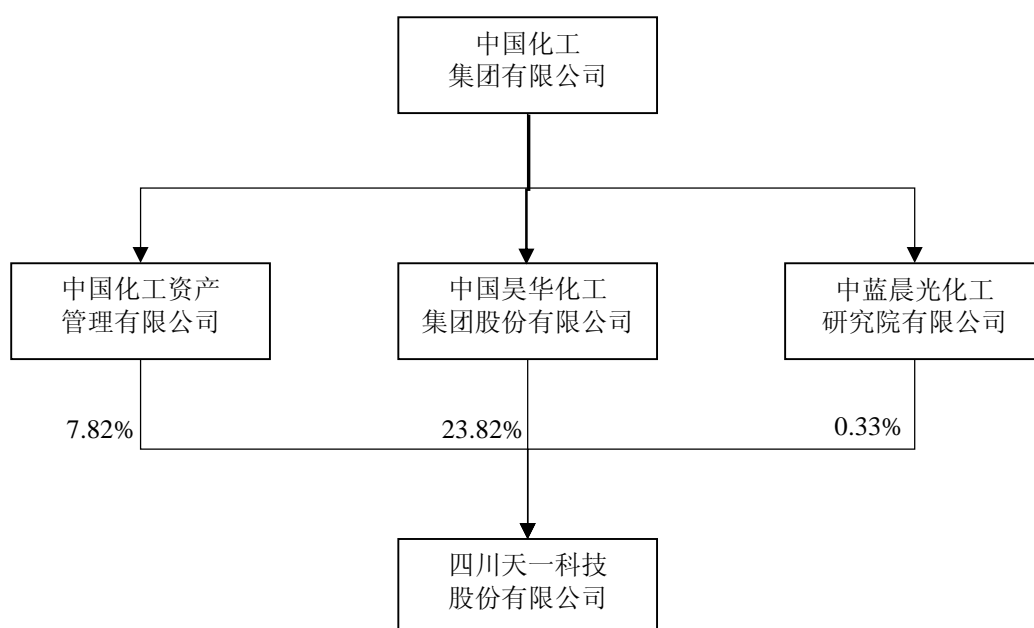 中国化工
集团有限公司
中国化工资产
管理有限公司
中国昊华化工
集团股份有限公司
中蓝晨光化工
研究院有限公司
7.82%
23.82%
0.33%
四川天一科技
股份有限公司